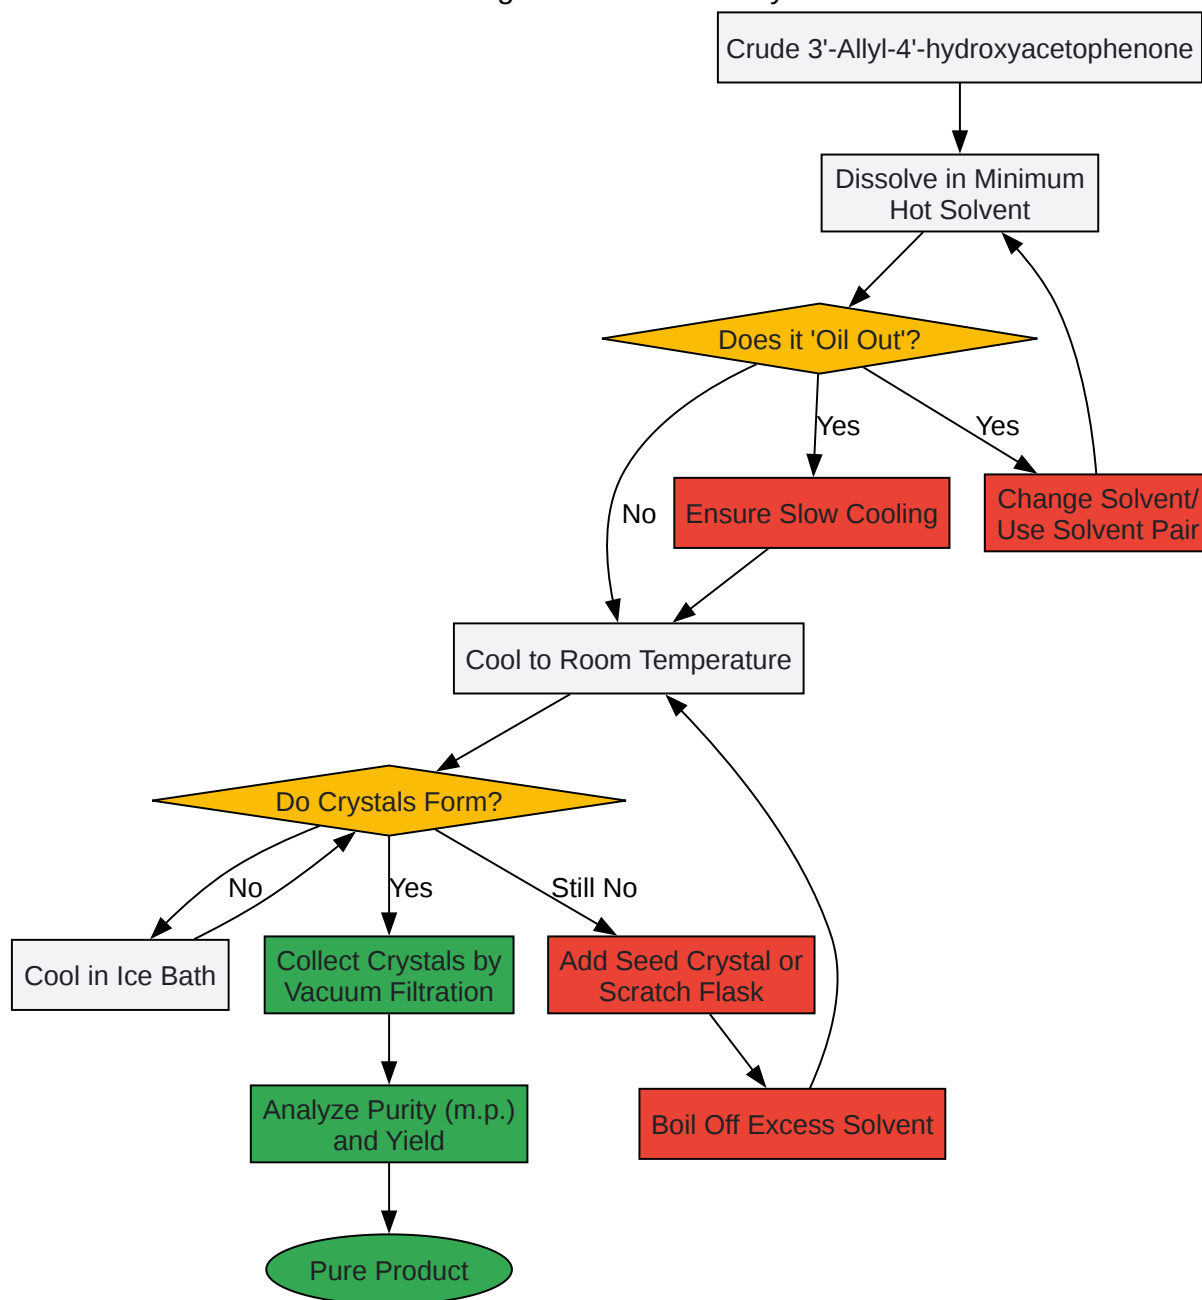 Crude 3'-Allyl-4'-hydroxyacetophenone
Dissolve in Minimum
Hot Solvent
Does it 'Oil Out'?
Yes
Yes
No
Ensure Slow Cooling
Change Solvent/
Use Solvent Pair
Cool to Room Temperature
Do Crystals Form?
No
Yes
Still No
Cool in Ice Bath
Collect Crystals by
Vacuum Filtration
Add Seed Crystal or
Scratch Flask
Analyze Purity (m.p.)
and Yield
Boil Off Excess Solvent
Pure Product